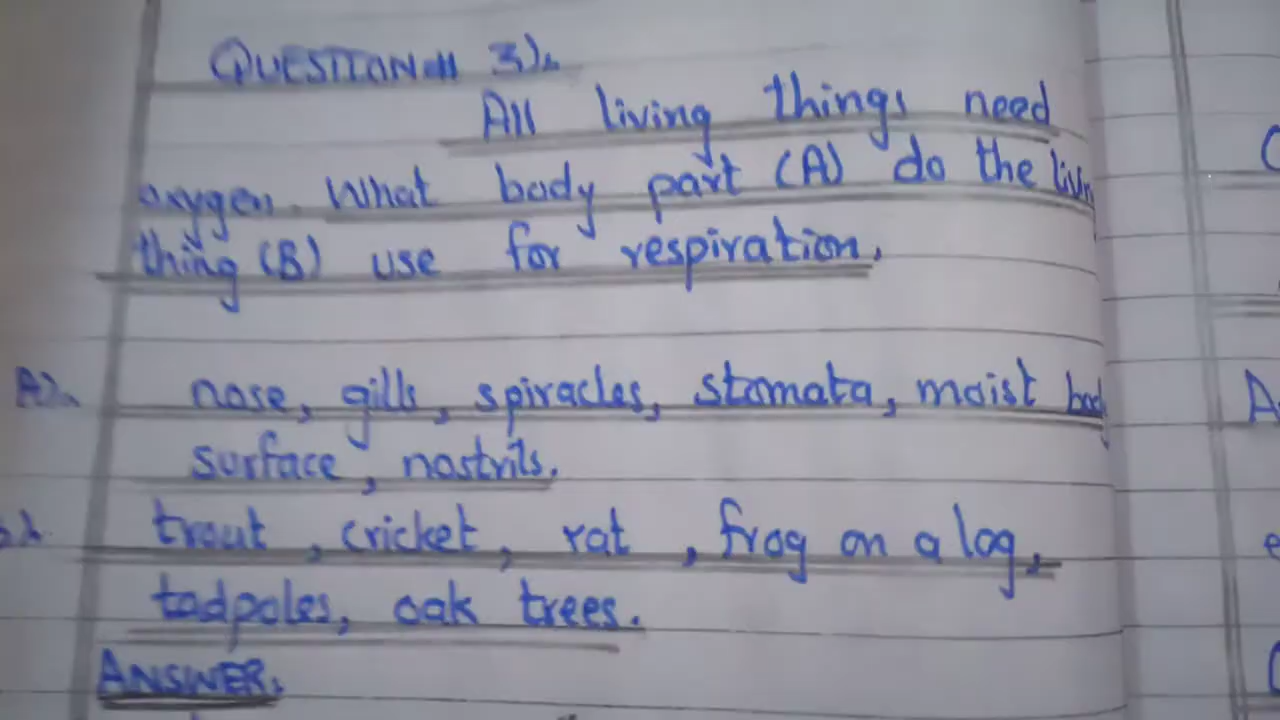 QUESTION# 3).
All living things need
oxygen. What body part (A) do the livin
thing (B) use for respiration.
A). nose, gills, spiracles, stomata, moist body
surface, nostrils.
trout, cricket, rat, frog on a log,
tadpoles, oak trees.
ANSWER: